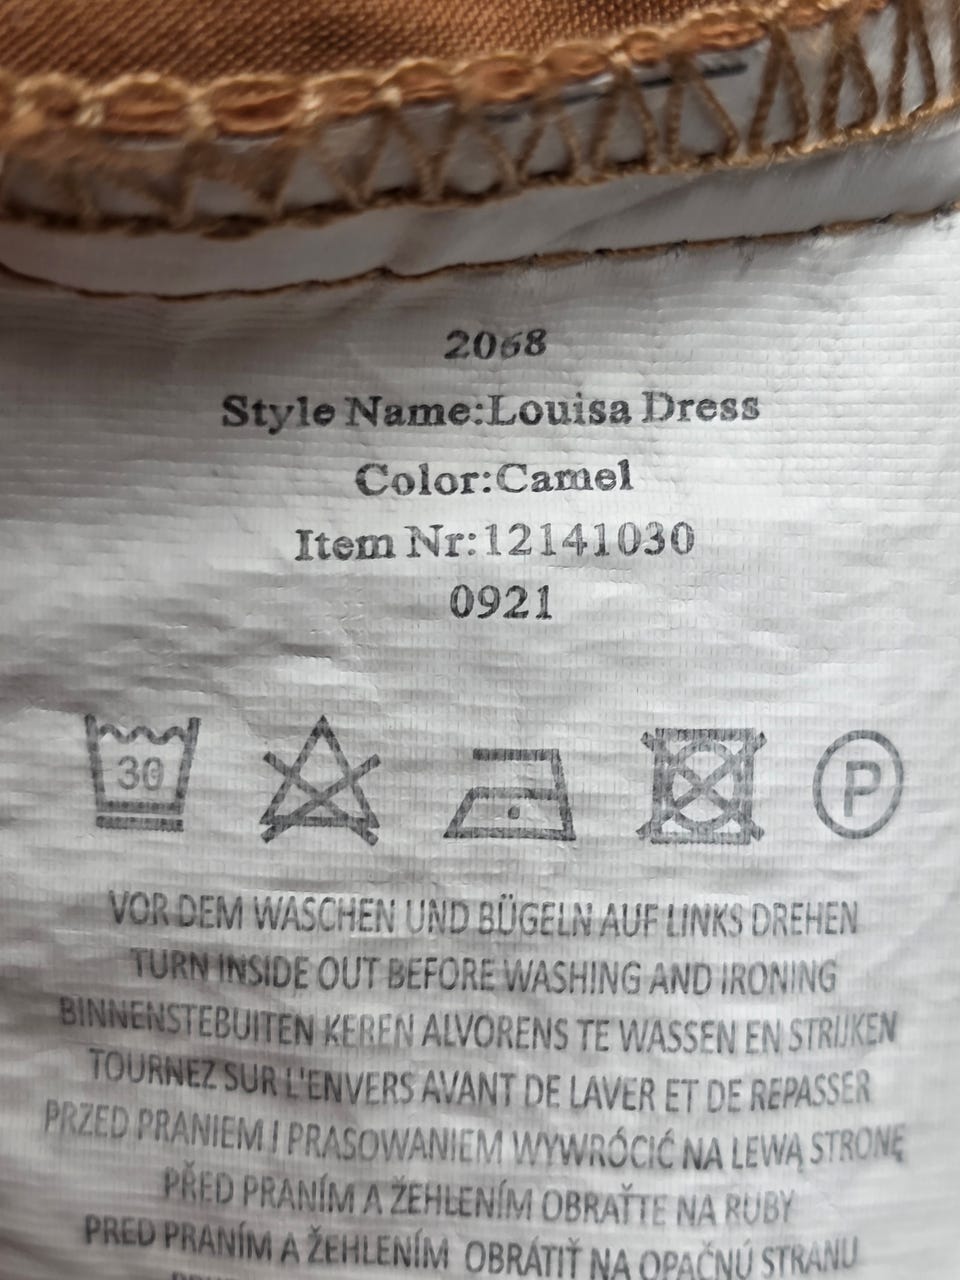 2068
Style Name:Louisa Dress
Color:Camel
Item Nr:12141030
0921
30
P
VOR DEM WASCHEN UND BÜGELN AUF LINKS DREHEN
TURN INSIDE OUT BEFORE WASHING AND IRONING
BINNENSTEBUITEN KEREN ALVORENS TE WASSEN EN STRIJKEN
TOURNEZ SUR L'ENVERS AVANT DE LAVER ET DE REPASSER
PRZED PRANIEM I PRASOWANIEM WYWRÓCIĆ NA LEWĄ STRONĘ
PŘED PRANÍM A ŽEHLENÍM OBRAŤTE NA RUBY
PRED PRANÍM A ŽEHLENÍM OBRÁTIŤ NA OPAČNÚ STRANU